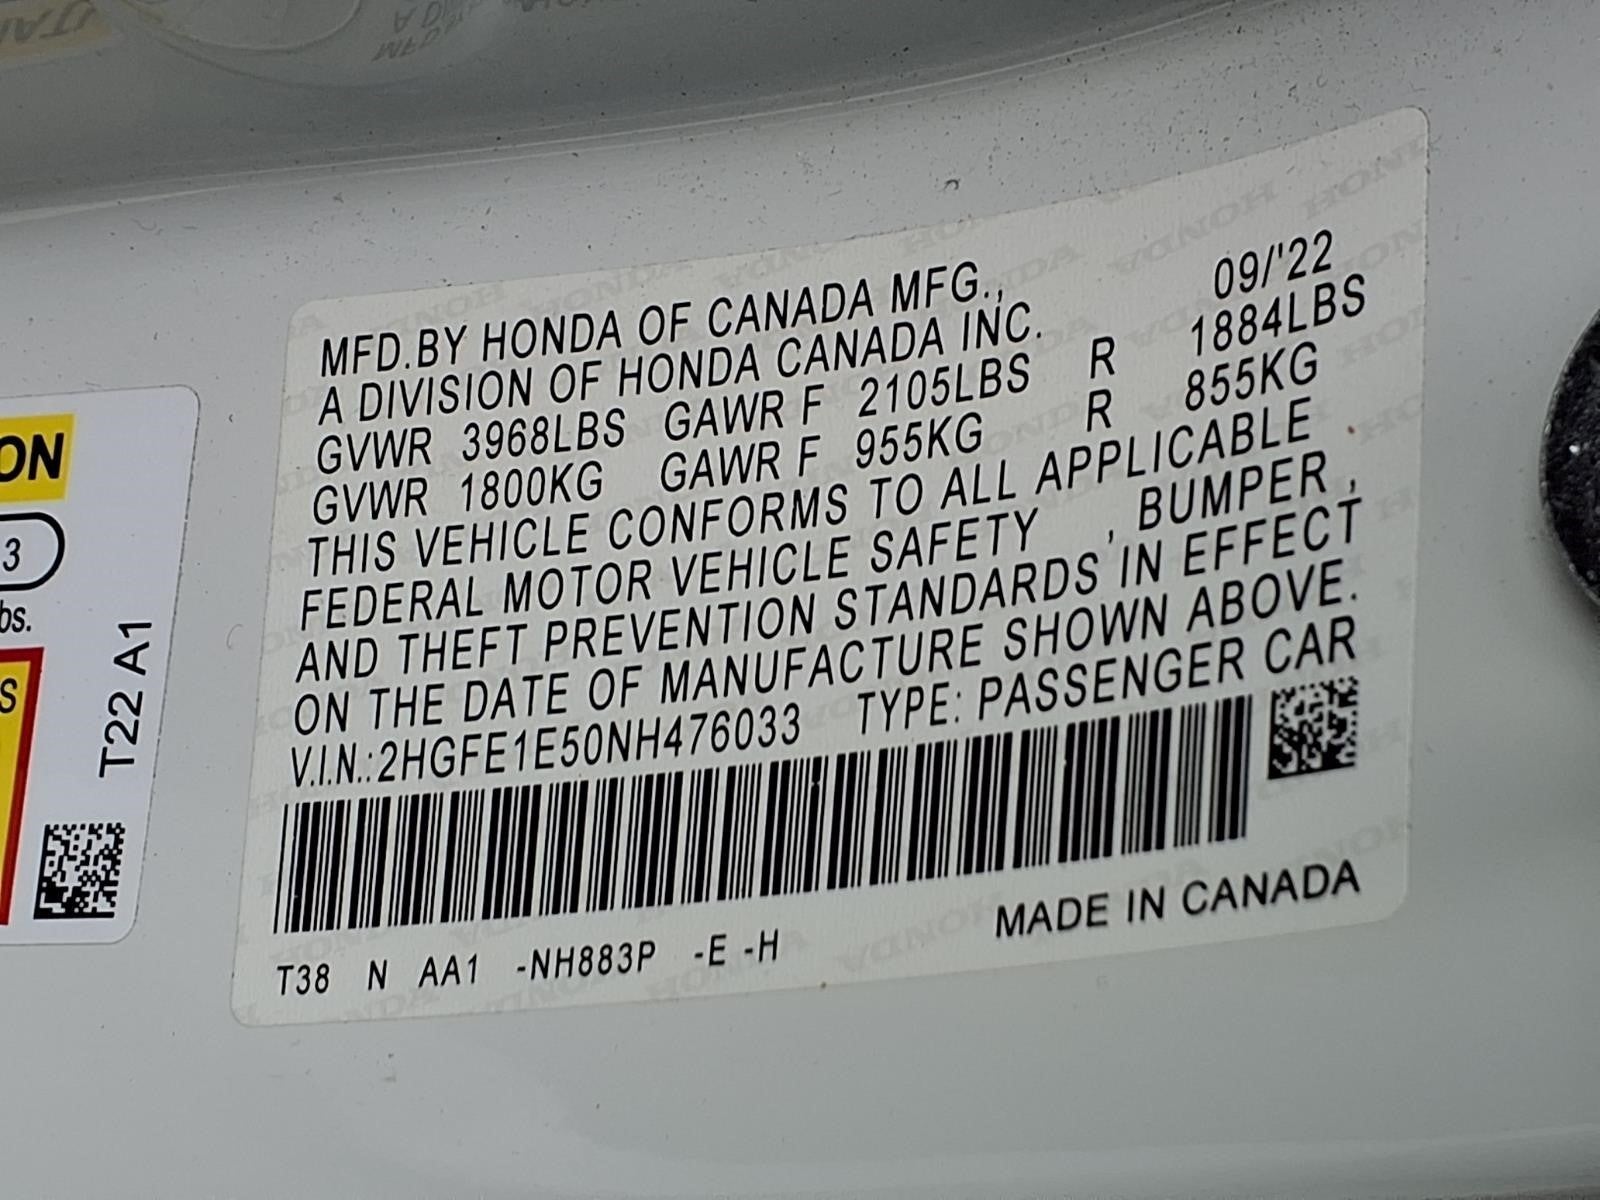 MFD.BY HONDA OF CANADA MFG., 09/'22
A DIVISION OF HONDA CANADA INC.
GVWR 3968LBS GAWR F 2105LBS R 1884LBS
GVWR 1800KG GAWR F 955KG R 855KG
THIS VEHICLE CONFORMS TO ALL APPLICABLE
FEDERAL MOTOR VEHICLE SAFETY , BUMPER ,
AND THEFT PREVENTION STANDARDS IN EFFECT
ON THE DATE OF MANUFACTURE SHOWN ABOVE.
V.I.N.:2HGFE1E50NH476033 TYPE: PASSENGER CAR
MADE IN CANADA
T38 N AA1 -NH883P -E -H
ON
3
bs.
S
T22 A1